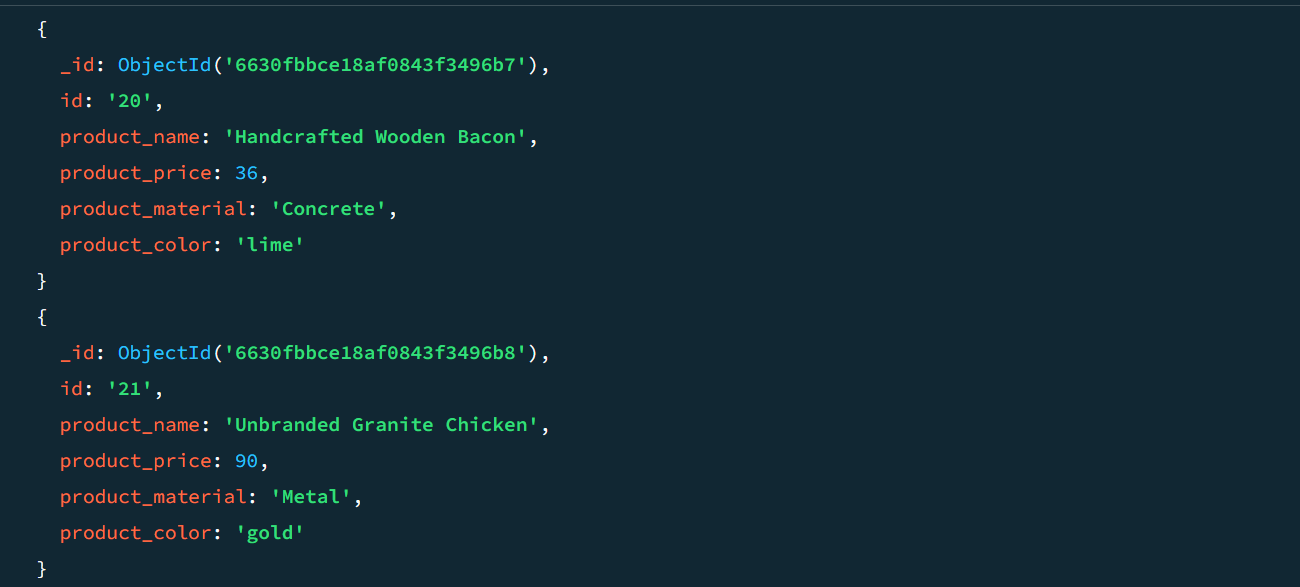 {
_id: ObjectId('6630fbbce18af0843f3496b7'),
id: '20',
product_name: 'Handcrafted Wooden Bacon',
product_price: 36,
product_material: 'Concrete',
product_color: 'lime'
}
{
_id: ObjectId('6630fbbce18af0843f3496b8'),
id: '21',
product_name: 'Unbranded Granite Chicken',
product_price: 90,
product_material: 'Metal',
product_color: 'gold'
}